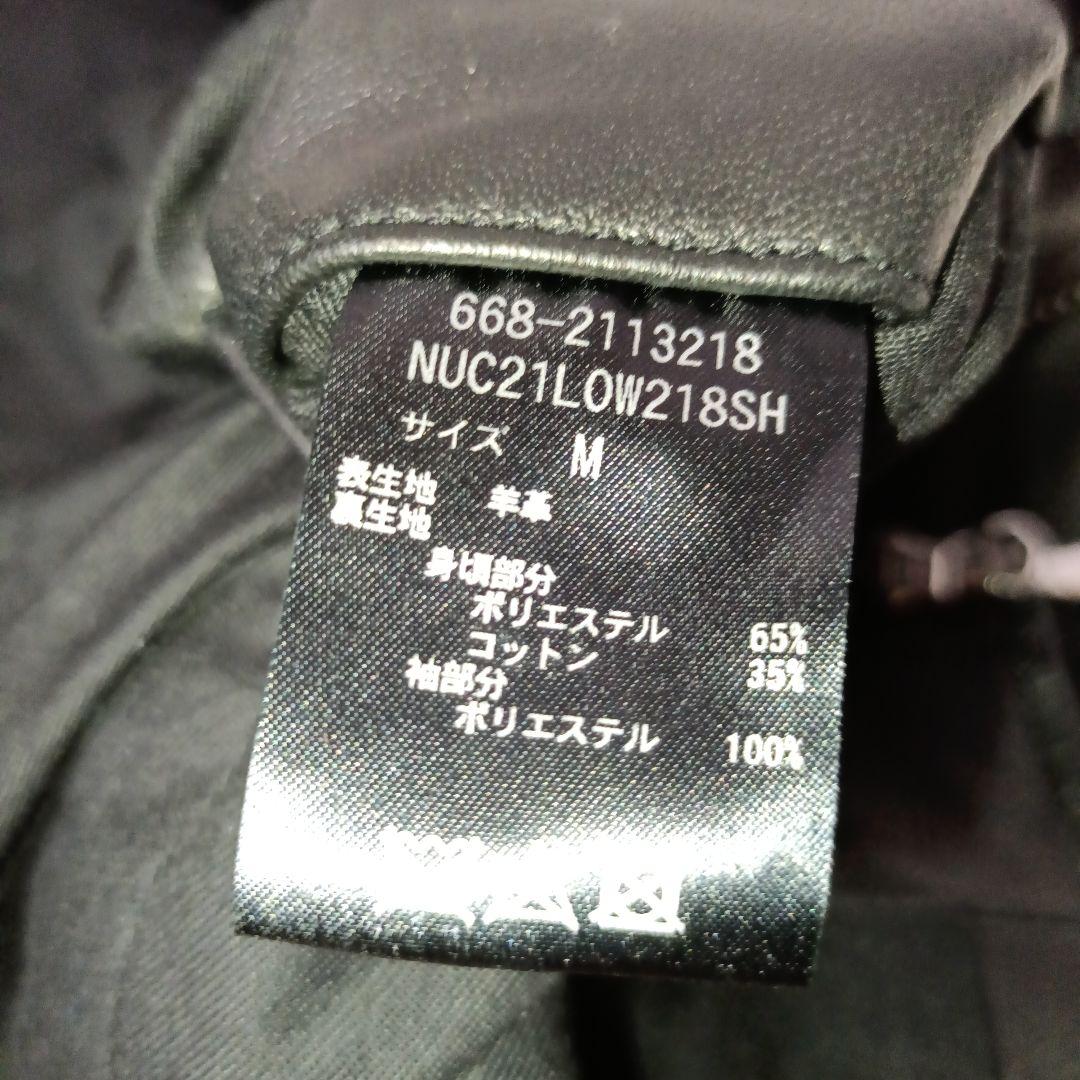 668-2113218
NUC21LOW218SH
サイズ M
表生地 羊革
裏生地
身頃部分
ポリエステル 65%
コットン 35%
袖部分
ポリエステル 100%